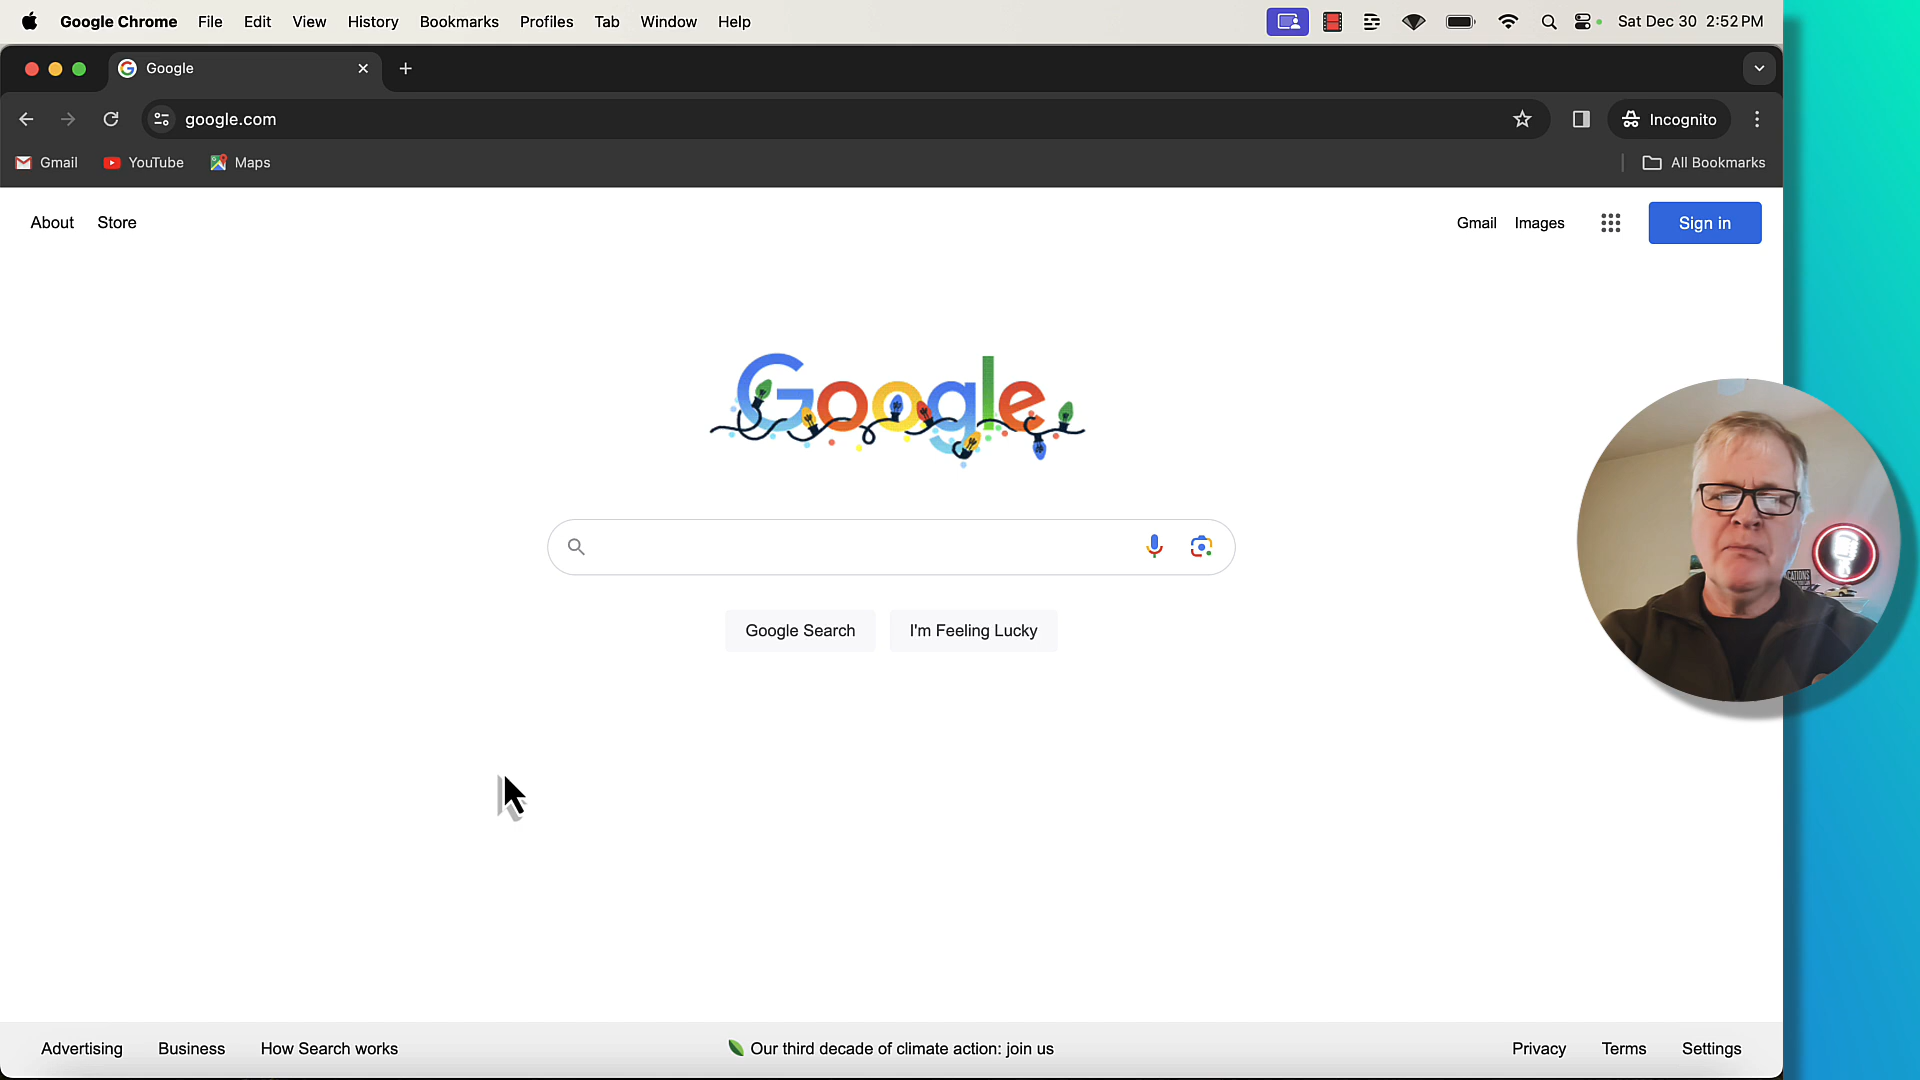 Google Chrome File Edit View History Bookmarks Profiles Tab Window Help Sat Dec 30 2:52 PM
Google
google.com Incognito
Gmail YouTube Maps All Bookmarks
About Store Gmail Images Sign in
Google
Google Search I'm Feeling Lucky
CATIONS
Advertising Business How Search works Our third decade of climate action: join us Privacy Terms Settings